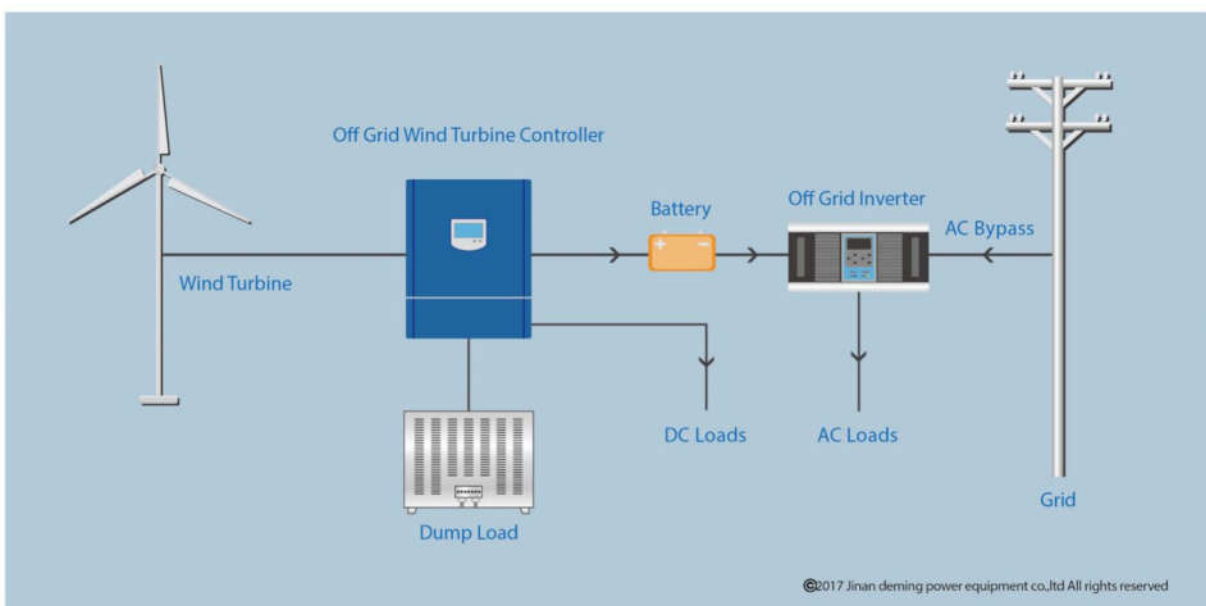 Off Grid Wind Turbine Controller
Battery
Off Grid Inverter
AC Bypass
Wind Turbine
DC Loads
AC Loads
Grid
Dump Load
©2017 Jinan deming power equipment co.,ltd All rights reserved